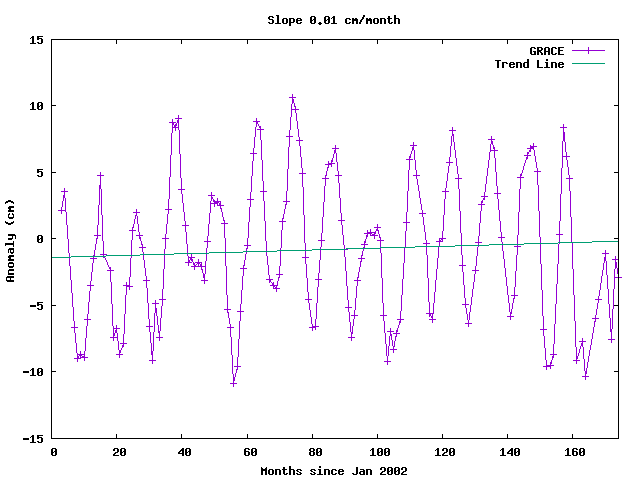 Slope 0.01 cm/month
GRACE
Trend Line
15
10
5
0
-5
-10
-15
Anomaly (cm)
0 20 40 60 80 100 120 140 160
Months since Jan 2002